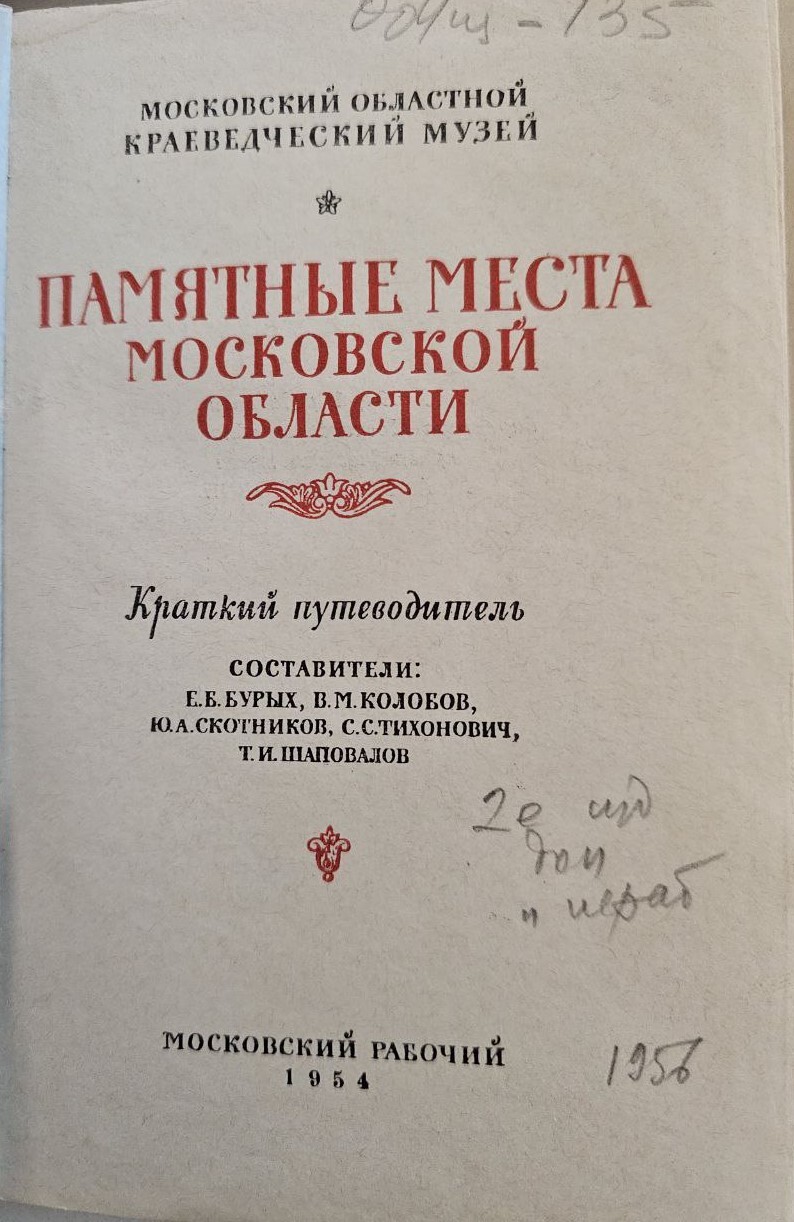 – 735
МОСКОВСКИЙ ОБЛАСТНОЙ
КРАЕВЕДЧЕСКИЙ МУЗЕЙ
ПАМЯТНЫЕ МЕСТА
МОСКОВСКОЙ
ОБЛАСТИ
Краткий путеводитель
СОСТАВИТЕЛИ:
Е.Б.БУРЫХ, В.М.КОЛОБОВ,
Ю.А.СКОТНИКОВ, С.С.ТИХОНОВИЧ,
Т.И.ШАПОВАЛОВ
2е изд
доп
и перераб
МОСКОВСКИЙ РАБОЧИЙ
1954
1956